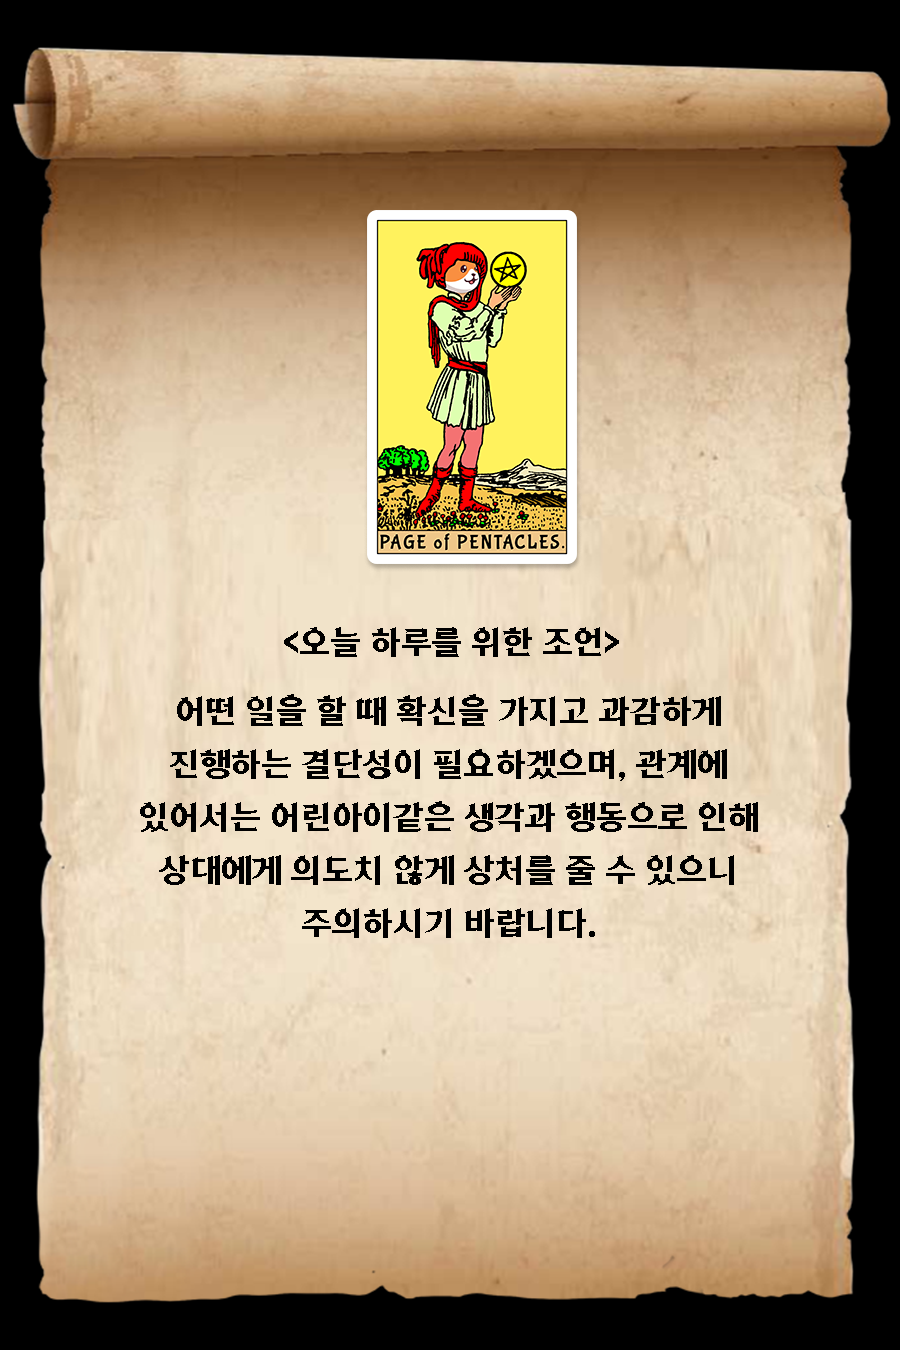 PAGE of PENTACLES.
<오늘 하루를 위한 조언>
어떤 일을 할 때 확신을 가지고 과감하게
진행하는 결단성이 필요하겠으며, 관계에
있어서는 어린아이같은 생각과 행동으로 인해
상대에게 의도치 않게 상처를 줄 수 있으니
주의하시기 바랍니다.